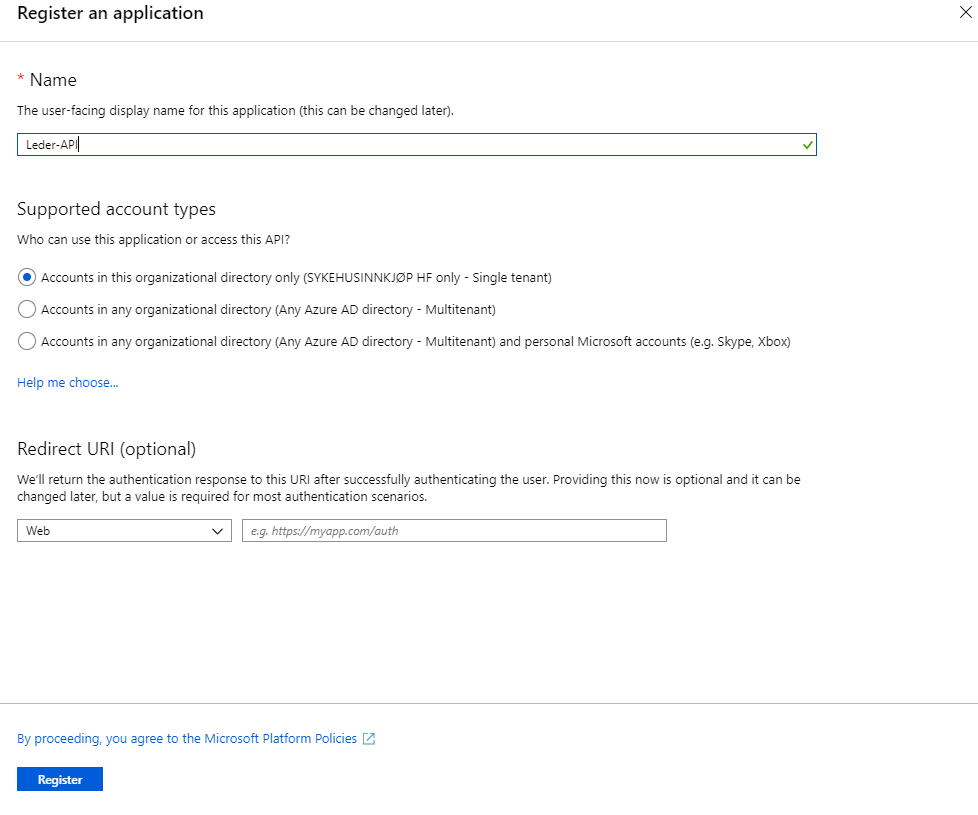 Register an application
* Name
The user-facing display name for this application (this can be changed later).
Leder-API
Supported account types
Who can use this application or access this API?
Accounts in this organizational directory only (SYKEHUSINNKJØP HF only - Single tenant)
Accounts in any organizational directory (Any Azure AD directory - Multitenant)
Accounts in any organizational directory (Any Azure AD directory - Multitenant) and personal Microsoft accounts (e.g. Skype, Xbox)
Help me choose...
Redirect URI (optional)
We'll return the authentication response to this URI after successfully authenticating the user. Providing this now is optional and it can be
changed later, but a value is required for most authentication scenarios.
Web
e.g. https://myapp.com/auth
By proceeding, you agree to the Microsoft Platform Policies
Register